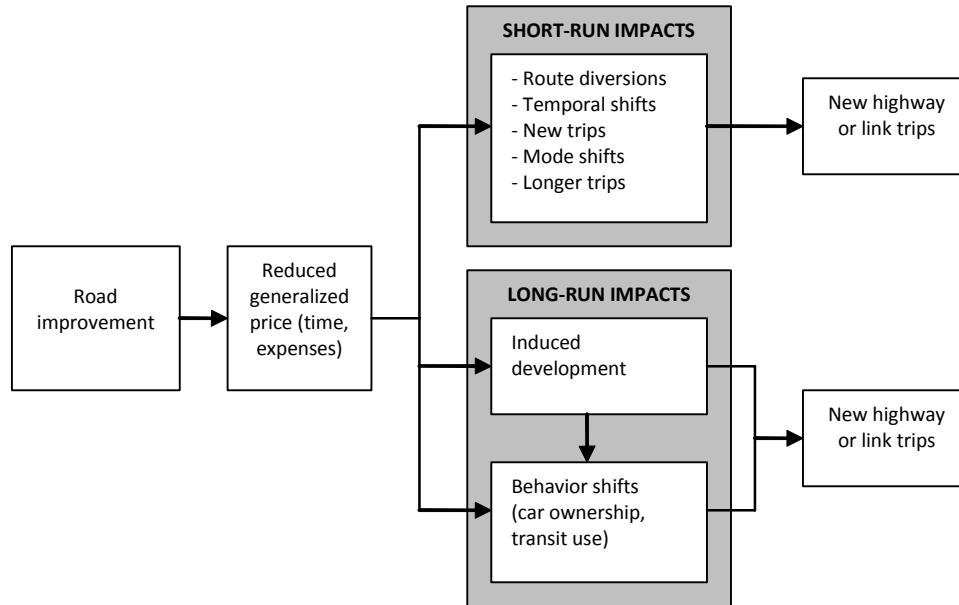 Road
improvement
Reduced
generalized
price (time,
expenses)
SHORT-RUN IMPACTS
- Route diversions
- Temporal shifts
- New trips
- Mode shifts
- Longer trips
New highway
or link trips
LONG-RUN IMPACTS
Induced
development
Behavior shifts
(car ownership,
transit use)
New highway
or link trips